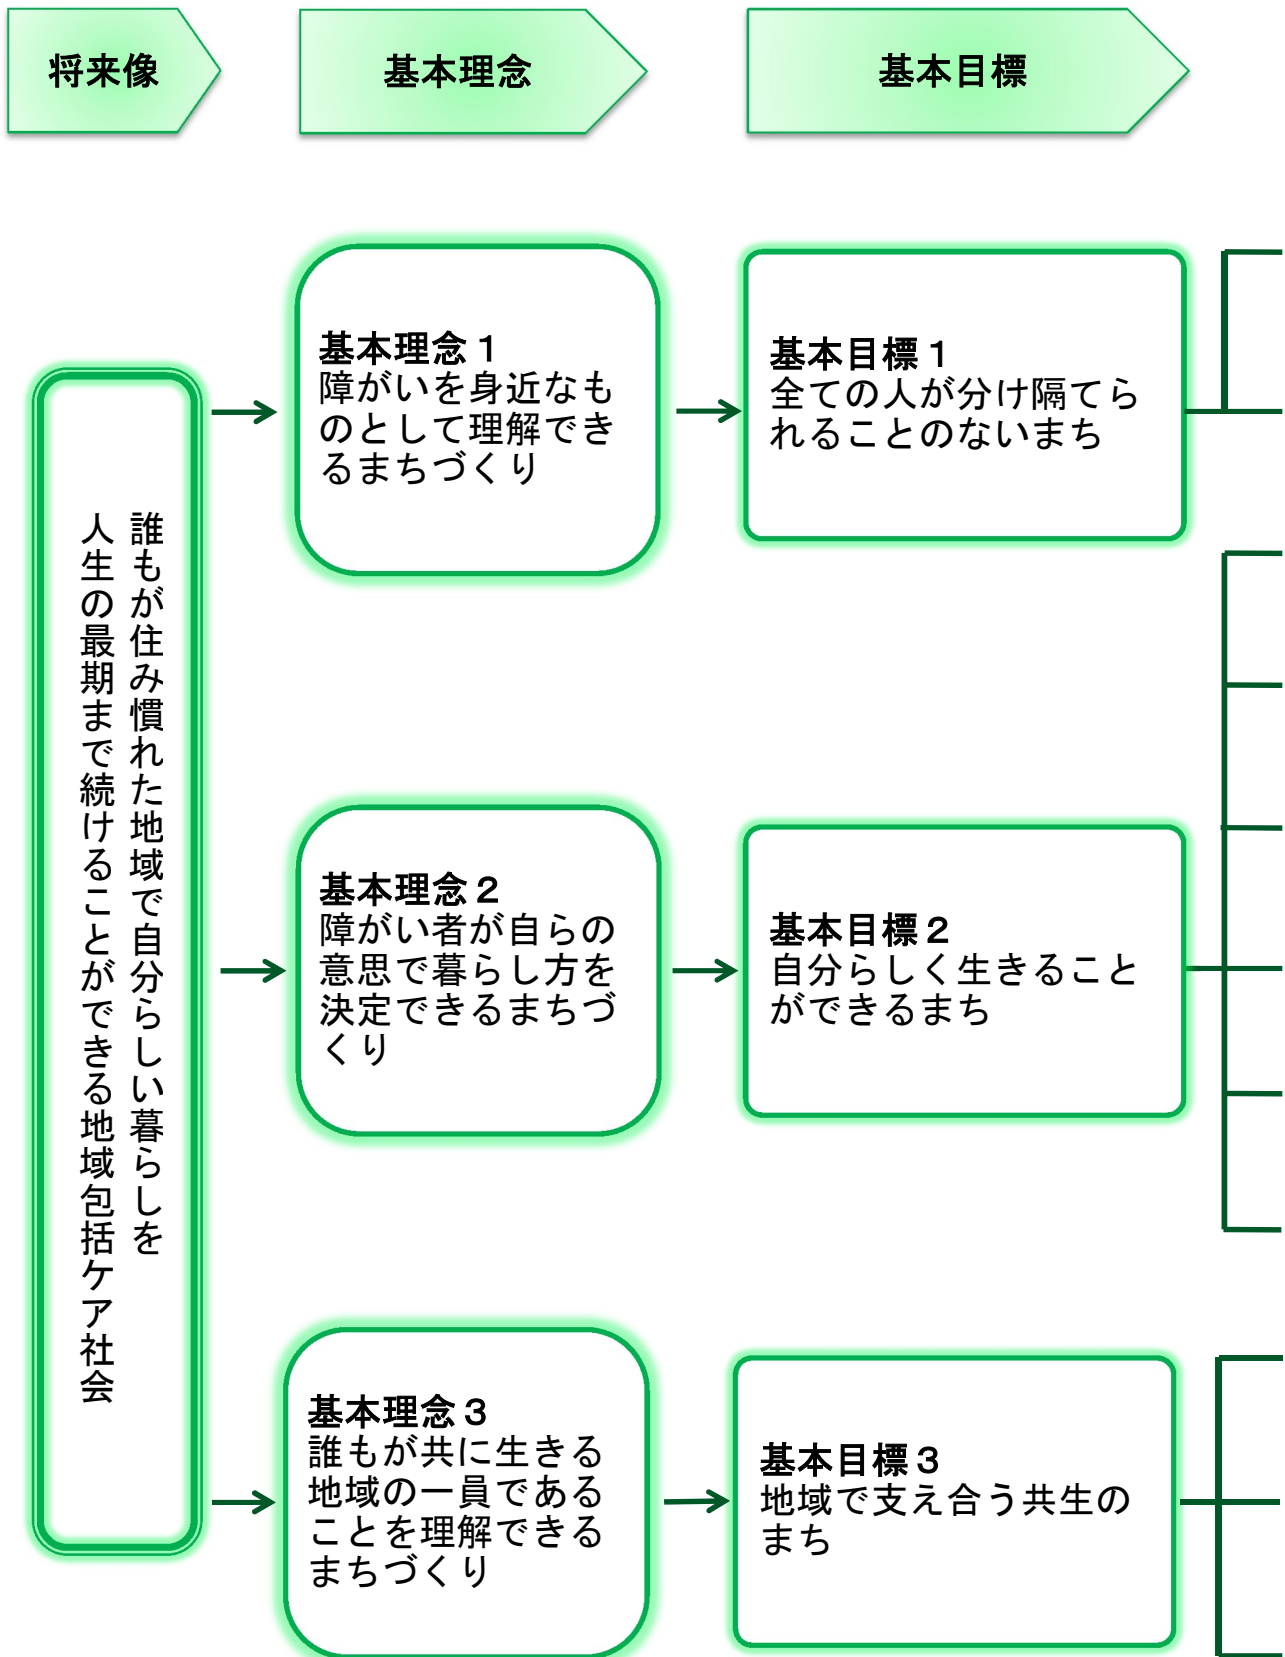 将来像
基本理念
基本目標
誰もが住み慣れた地域で自分らしい暮らしを
人生の最期まで続けることができる地域包括ケア社会
基本理念１
障がいを身近なも
のとして理解でき
るまちづくり
基本目標１
全ての人が分け隔てら
れることのないまち
基本理念２
障がい者が自らの
意思で暮らし方を
決定できるまちづ
くり
基本目標２
自分らしく生きること
ができるまち
基本理念３
誰もが共に生きる
地域の一員である
ことを理解できる
まちづくり
基本目標３
地域で支え合う共生の
まち